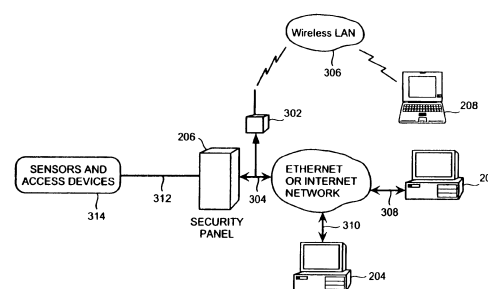 Wireless LAN
306
208
302
206
SENSORS AND
ACCESS DEVICES
314
312
304
ETHERNET
OR INTERNET
NETWORK
308
SECURITY
PANEL
310
204